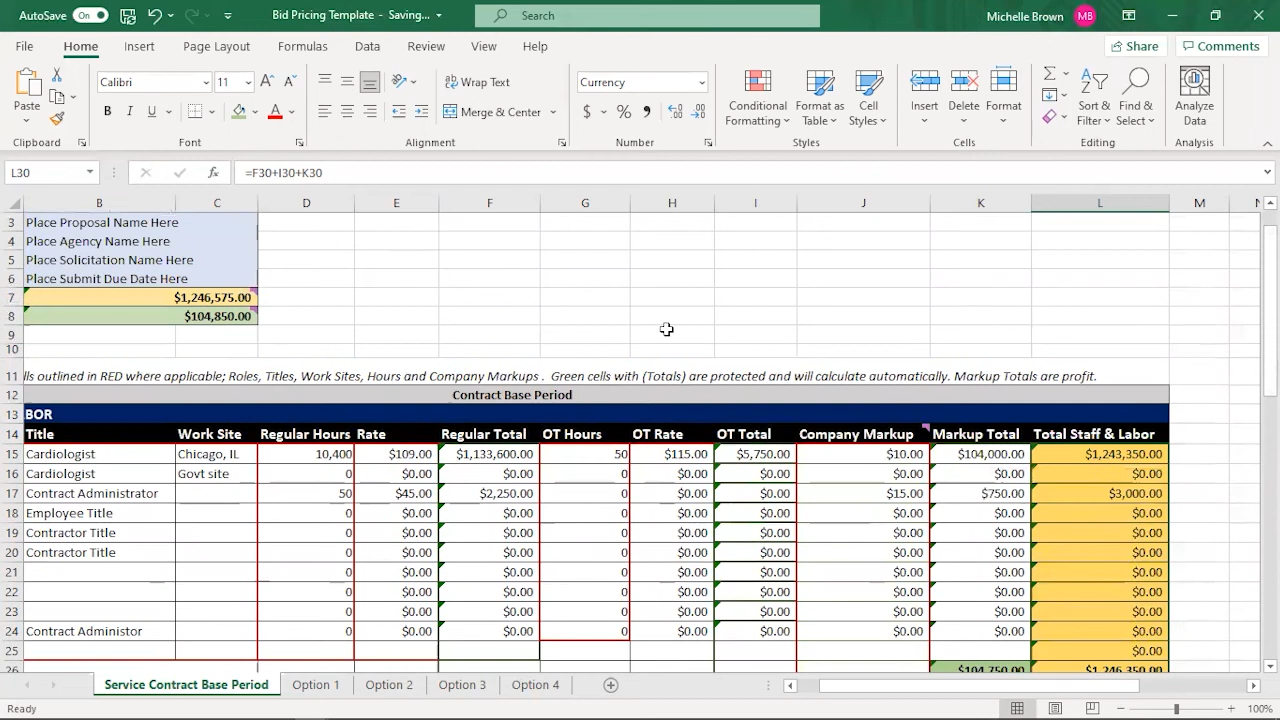 AutoSave On Bid Pricing Template - Saving... Search Michelle Brown MB
File Home Insert Page Layout Formulas Data Review View Help Share Comments
Calibri 11 Wrap Text Currency
Paste B I U Merge & Center $ % Conditional Formatting Format as Table Cell Styles Insert Delete Format Sort & Filter Find & Select Analyze Data
Clipboard Font Alignment Number Styles Cells Editing Analysis
L30 fx =F30+I30+K30
B C D E F G H I J K L M N
3 Place Proposal Name Here
4 Place Agency Name Here
5 Place Solicitation Name Here
6 Place Submit Due Date Here
7 $1,246,575.00
8 $104,850.00
9
10
11 lls outlined in RED where applicable; Roles, Titles, Work Sites, Hours and Company Markups . Green cells with (Totals) are protected and will calculate automatically. Markup Totals are profit.
12 Contract Base Period
13 BOR
14 Title Work Site Regular Hours Rate Regular Total OT Hours OT Rate OT Total Company Markup Markup Total Total Staff & Labor
15 Cardiologist Chicago, IL 10,400 $109.00 $1,133,600.00 50 $115.00 $5,750.00 $10.00 $104,000.00 $1,243,350.00
16 Cardiologist Govt site 0 $0.00 $0.00 0 $0.00 $0.00 $0.00 $0.00 $0.00
17 Contract Administrator 50 $45.00 $2,250.00 0 $0.00 $0.00 $15.00 $750.00 $3,000.00
18 Employee Title 0 $0.00 $0.00 0 $0.00 $0.00 $0.00 $0.00 $0.00
19 Contractor Title 0 $0.00 $0.00 0 $0.00 $0.00 $0.00 $0.00 $0.00
20 Contractor Title 0 $0.00 $0.00 0 $0.00 $0.00 $0.00 $0.00 $0.00
21 0 $0.00 $0.00 0 $0.00 $0.00 $0.00 $0.00 $0.00
22 0 $0.00 $0.00 0 $0.00 $0.00 $0.00 $0.00 $0.00
23 0 $0.00 $0.00 0 $0.00 $0.00 $0.00 $0.00 $0.00
24 Contract Administor 0 $0.00 $0.00 0 $0.00 $0.00 $0.00 $0.00 $0.00
25 $0.00
26 $104,750.00 $1,246,350.00
Service Contract Base Period Option 1 Option 2 Option 3 Option 4
Ready 100%